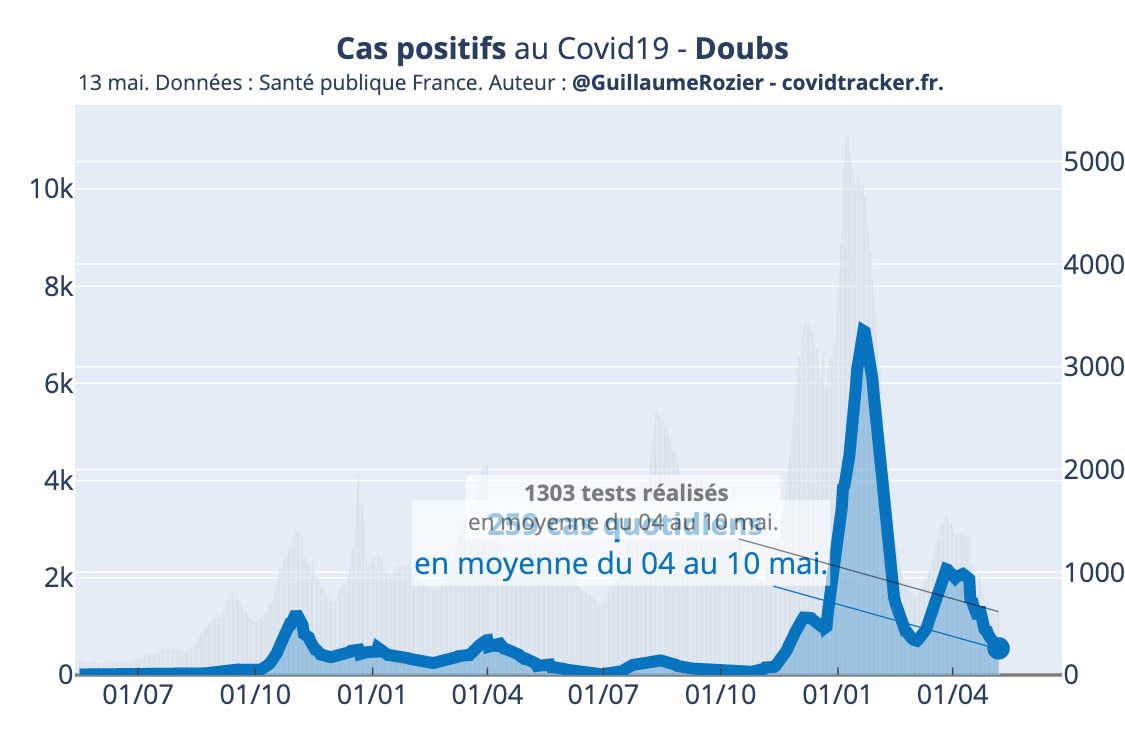 Cas positifs au Covid19 - Doubs
13 mai. Données : Santé publique France. Auteur : @GuillaumeRozier - covidtracker.fr.
5000
10k
4000
8k
3000
6k
2000
4k
1303 tests réalisés
en moyenne du 04 au 10 mai.
259 cas quotidiens
en moyenne du 04 au 10 mai.
1000
2k
0
0
01/07 01/10 01/01 01/04 01/07 01/10 01/01 01/04